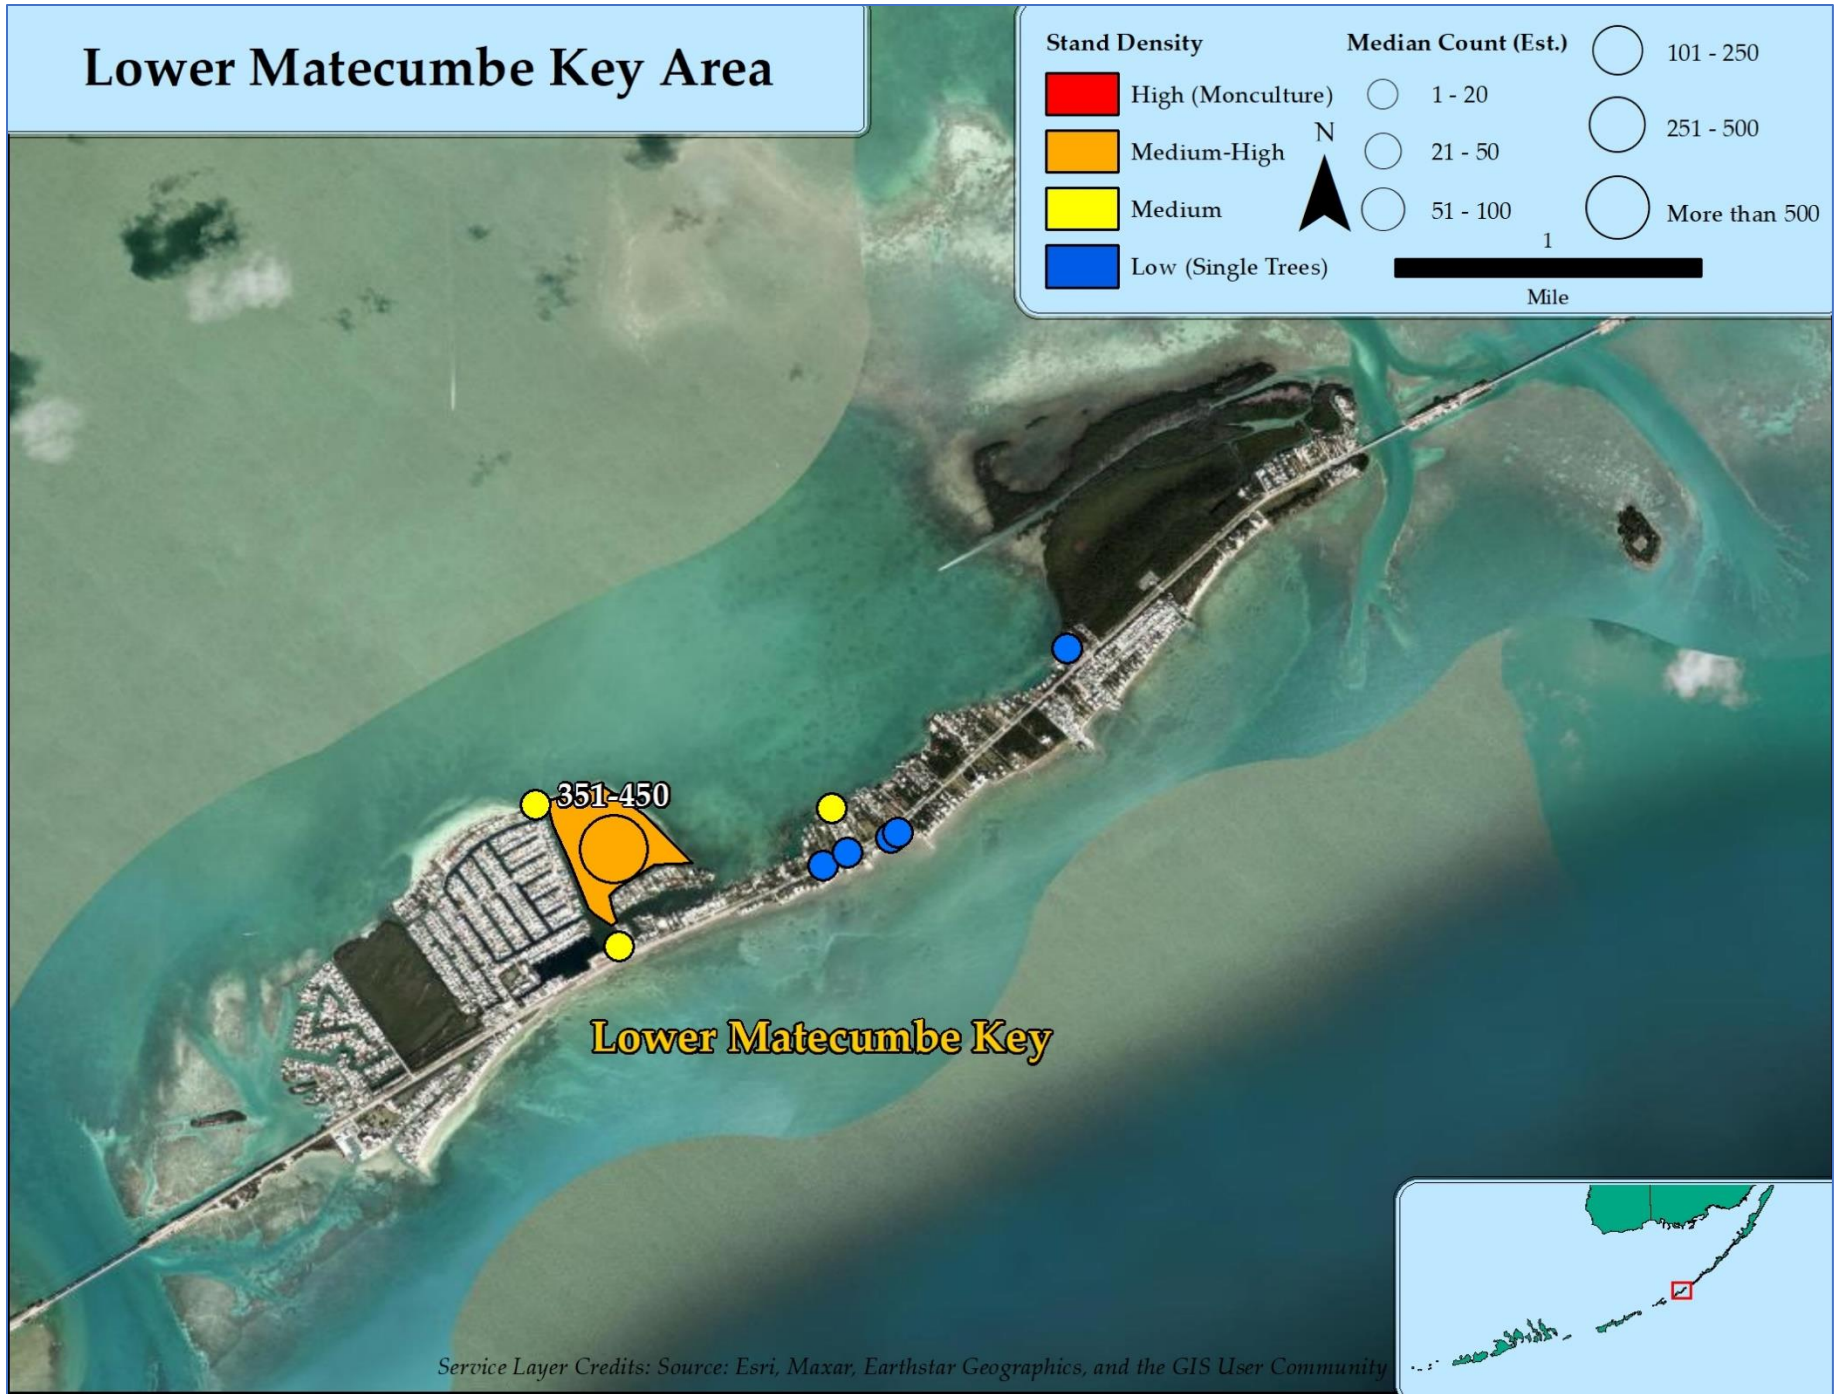 Lower Matecumbe Key Area
Stand Density
High (Monculture)
Medium-High
Medium
Low (Single Trees)
Median Count (Est.)
1 - 20
21 - 50
51 - 100
101 - 250
251 - 500
More than 500
N
1
Mile
351-450
Lower Matecumbe Key
Service Layer Credits: Source: Esri, Maxar, Earthstar Geographics, and the GIS User Community